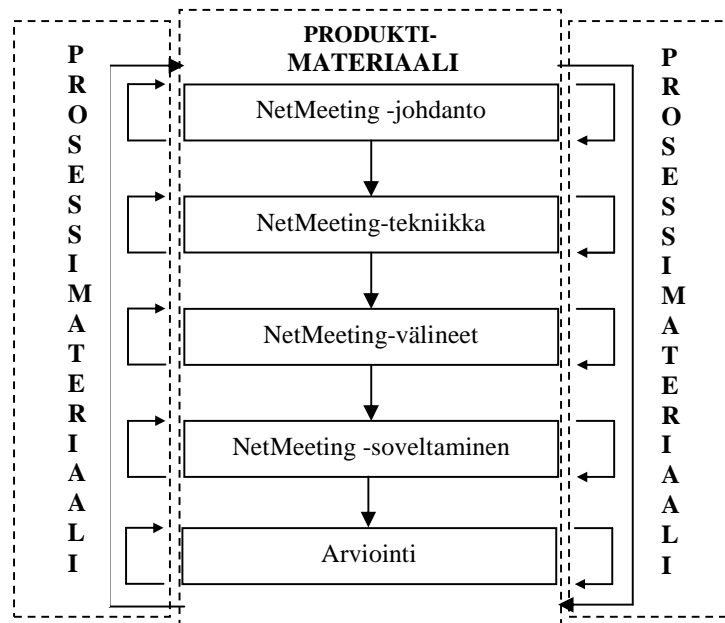 PROSESSIMATERIAALI
PRODUKTI-
MATERIAALI
NetMeeting -johdanto
NetMeeting-tekniikka
NetMeeting-välineet
NetMeeting -soveltaminen
Arviointi
PROSESSIMATERIAALI